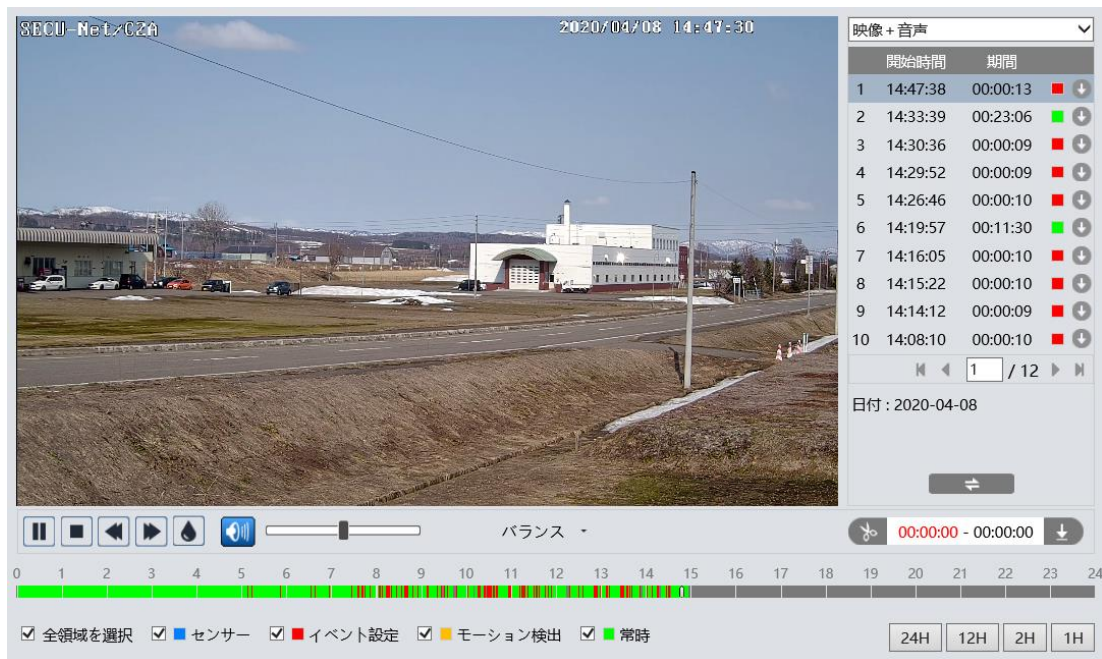 SECU-Net/CZA 2020/04/08 14:47:30
映像+音声
開始時間 期間
1 14:47:38 00:00:13
2 14:33:39 00:23:06
3 14:30:36 00:00:09
4 14:29:52 00:00:09
5 14:26:46 00:00:10
6 14:19:57 00:11:30
7 14:16:05 00:00:10
8 14:15:22 00:00:10
9 14:14:12 00:00:09
10 14:08:10 00:00:10
1 / 12
日付 : 2020-04-08
バランス
00:00:00 - 00:00:00
0 1 2 3 4 5 6 7 8 9 10 11 12 13 14 15 16 17 18 19 20 21 22 23 24
全領域を選択 センサー イベント設定 モーション検出 常時
24H 12H 2H 1H